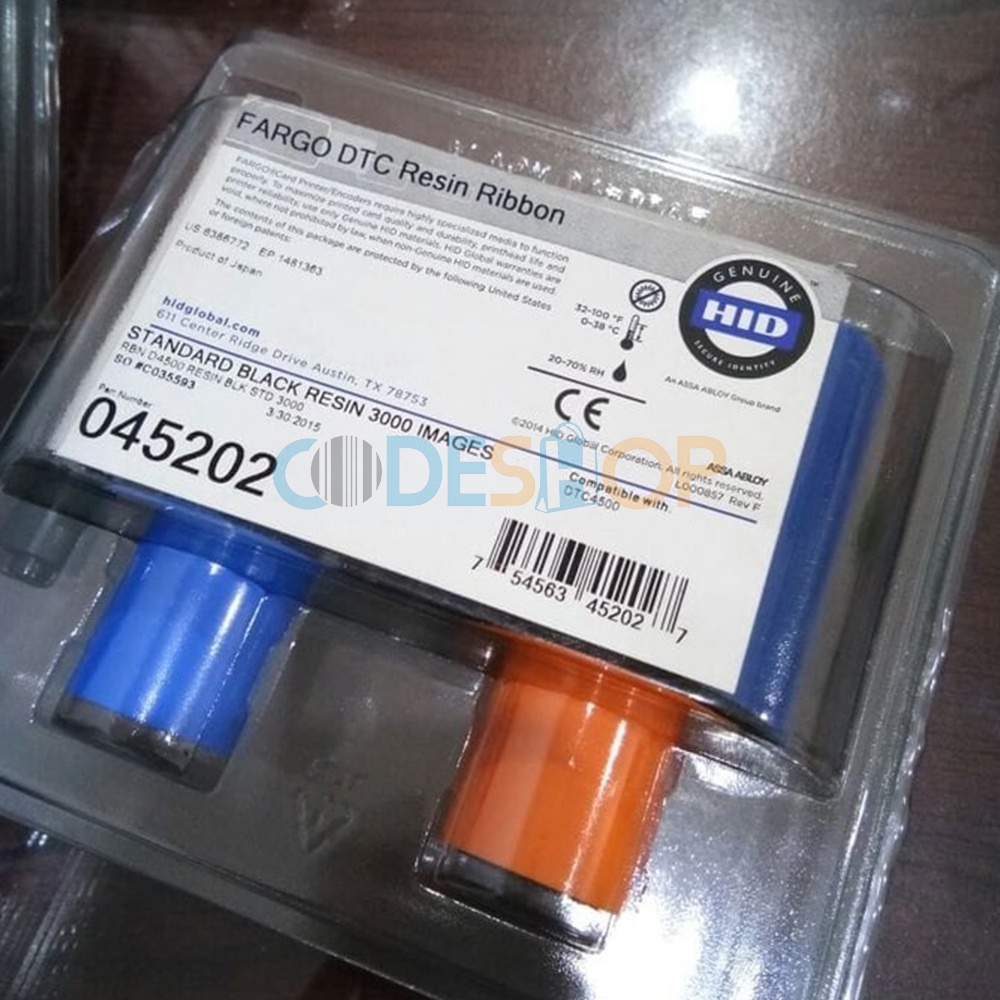 FARGO DTC Resin Ribbon
FARGO® Card Printer/Encoders require highly specialized media to function
properly. To maximize printed card quality and durability, printhead life and
printer reliability, use only Genuine HID materials. HID Global warranties are
void, where not prohibited by law, when non-Genuine HID materials are used.
The contents of this package are protected by the following United States
or foreign patents:
US 8388772 EP 1481363
Product of Japan
hidglobal.com
611 Center Ridge Drive Austin, TX 78753
STANDARD BLACK RESIN 3000 IMAGES
RBN D4500 RESIN BLK STD 3000
SO #C035593
3.30.2015
Part Number
045202
32-100 °F
0-38 °C
20-70% RH
CE
GENUINE
HID
™
SECURE IDENTITY
An ASSA ABLOY Group brand
ASSA ABLOY
©2014 HID Global Corporation. All rights reserved.
L000857 Rev F
Compatible with:
DTC4500
7 54563 45202 7
CODESHOP